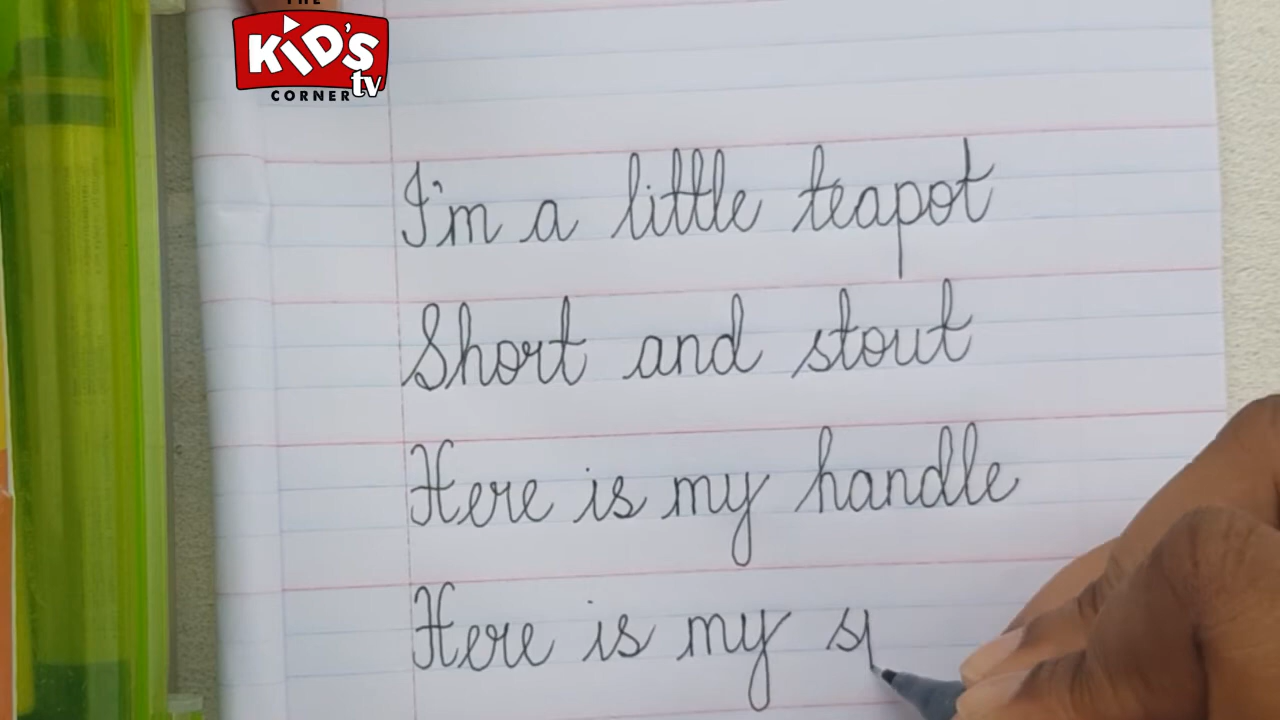 THE
KiD'S
tv
CORNER
I'm a little teapot
Short and stout
Here is my handle
Here is my